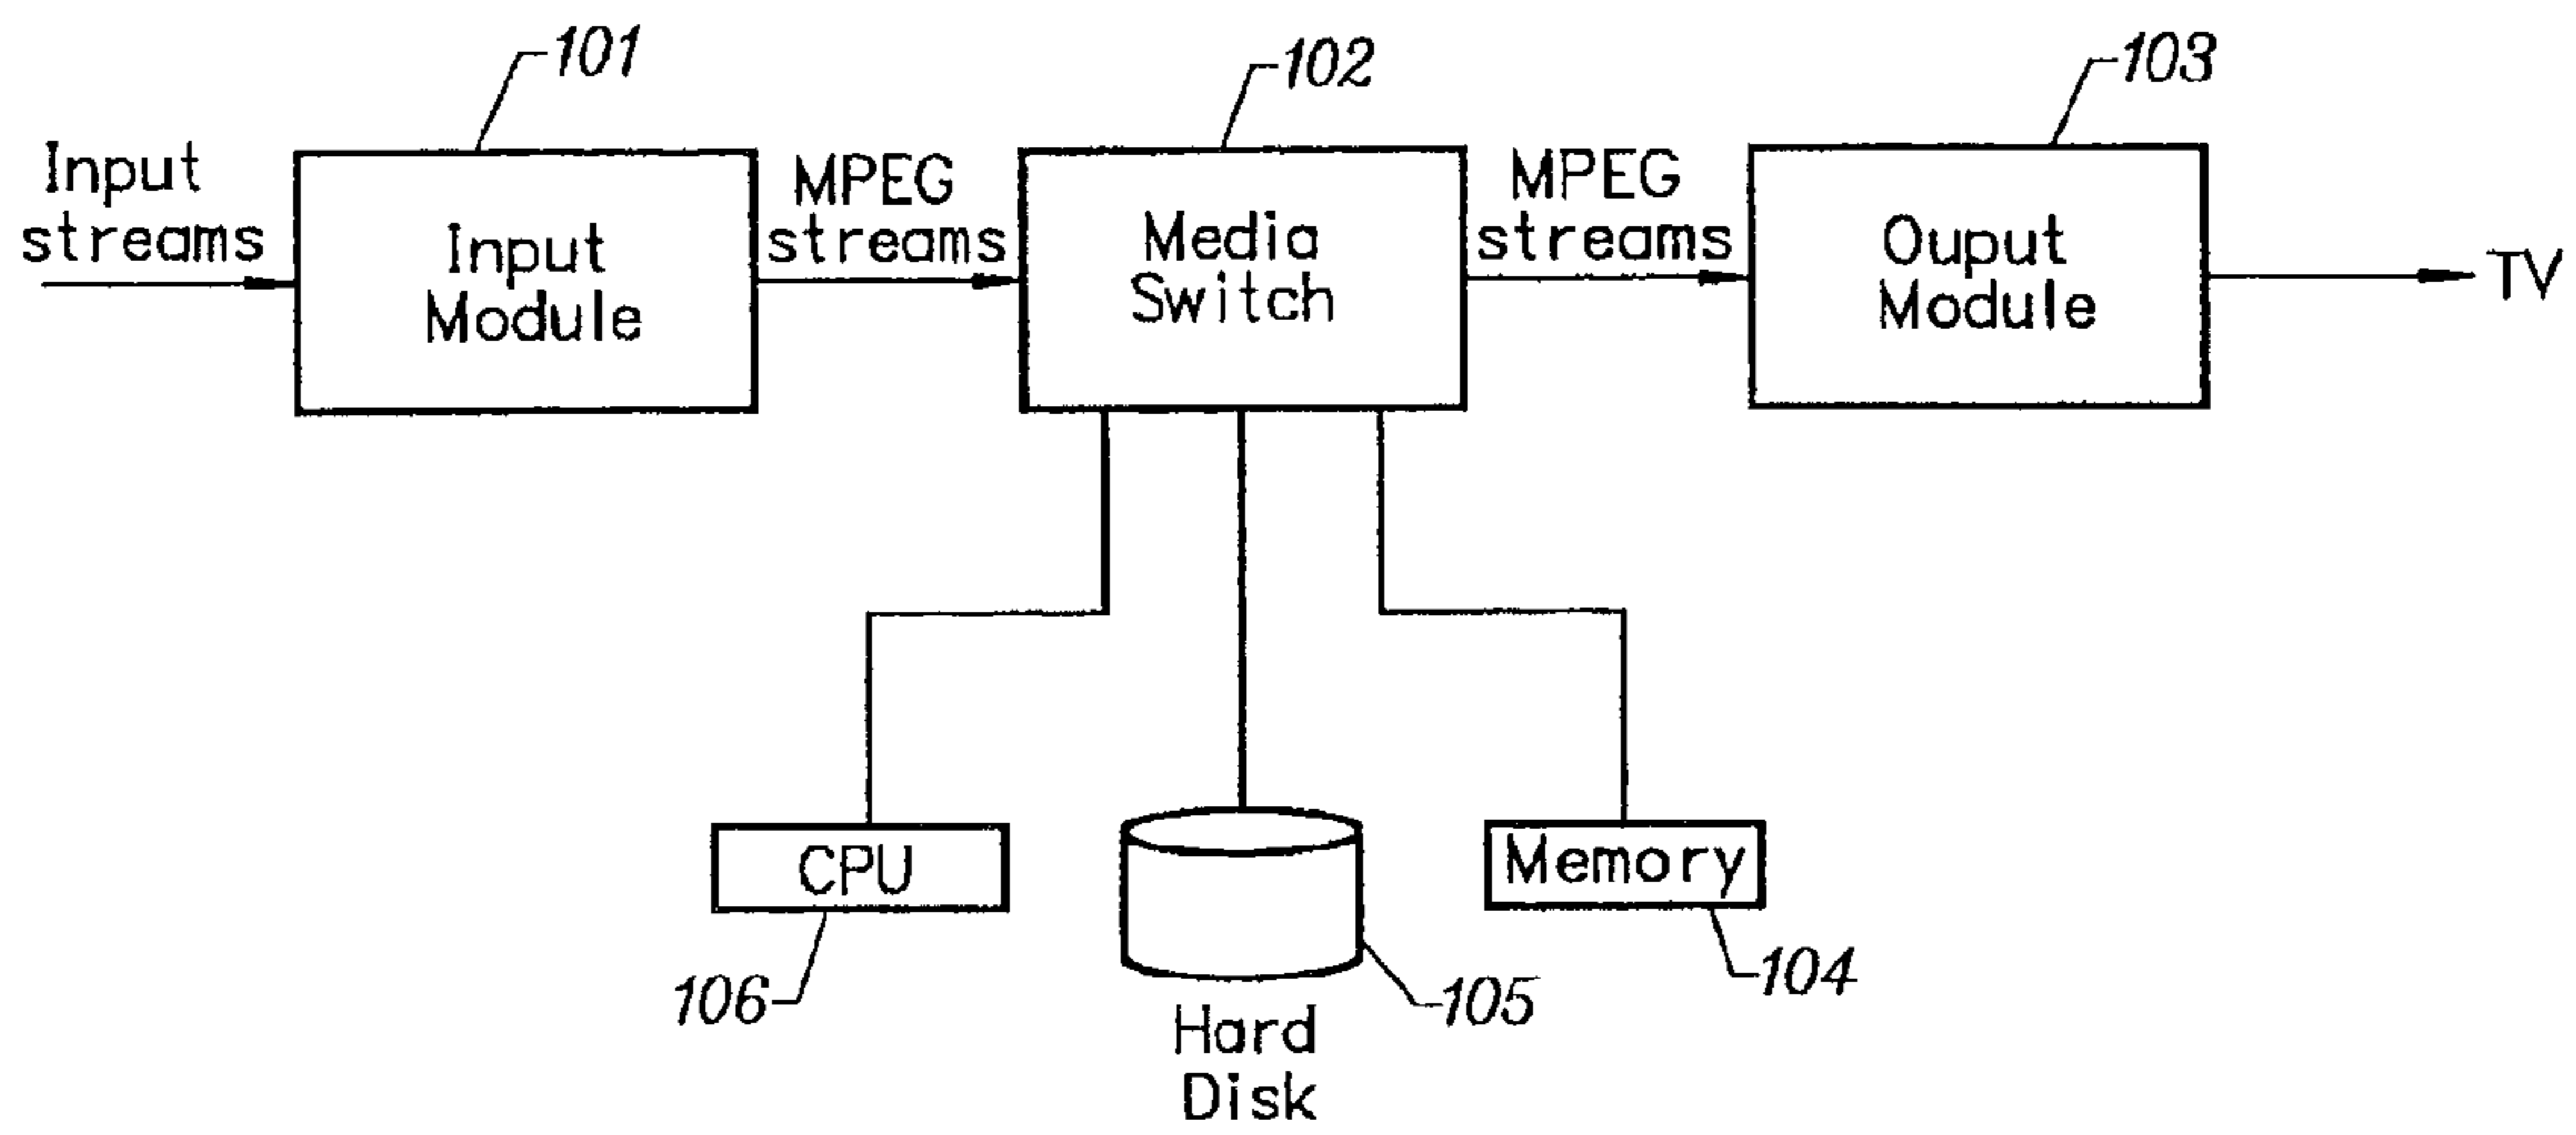 101
102
103
Input
streams
Input
Module
MPEG
streams
Media
Switch
MPEG
streams
Ouput
Module
TV
CPU
106
Hard
Disk
105
Memory
104